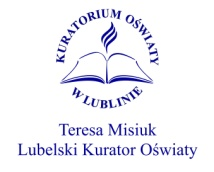 KURATORIUM OŚWIATY
W LUBLINIE
Teresa Misiuk
Lubelski Kurator Oświaty